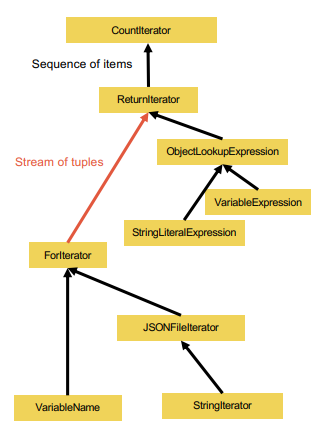 CountIterator
Sequence of items
ReturnIterator
ObjectLookupExpression
Stream of tuples
VariableExpression
StringLiteralExpression
ForIterator
JSONFileIterator
VariableName
StringIterator